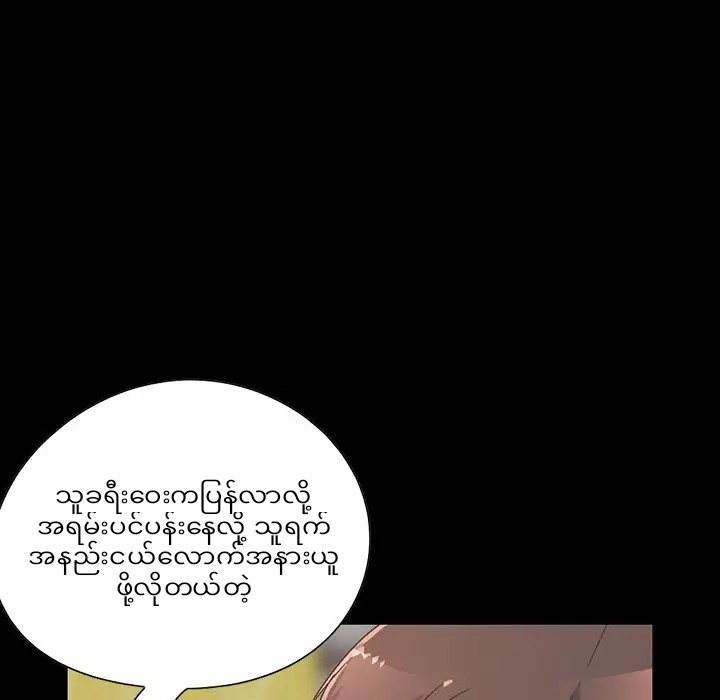 သူခရီးဝေးကပြန်လာလို့
အရမ်းပင်ပန်းနေလို့ သူရက်
အနည်းငယ်လောက်အနားယူ
ဖို့လိုတယ်တဲ့